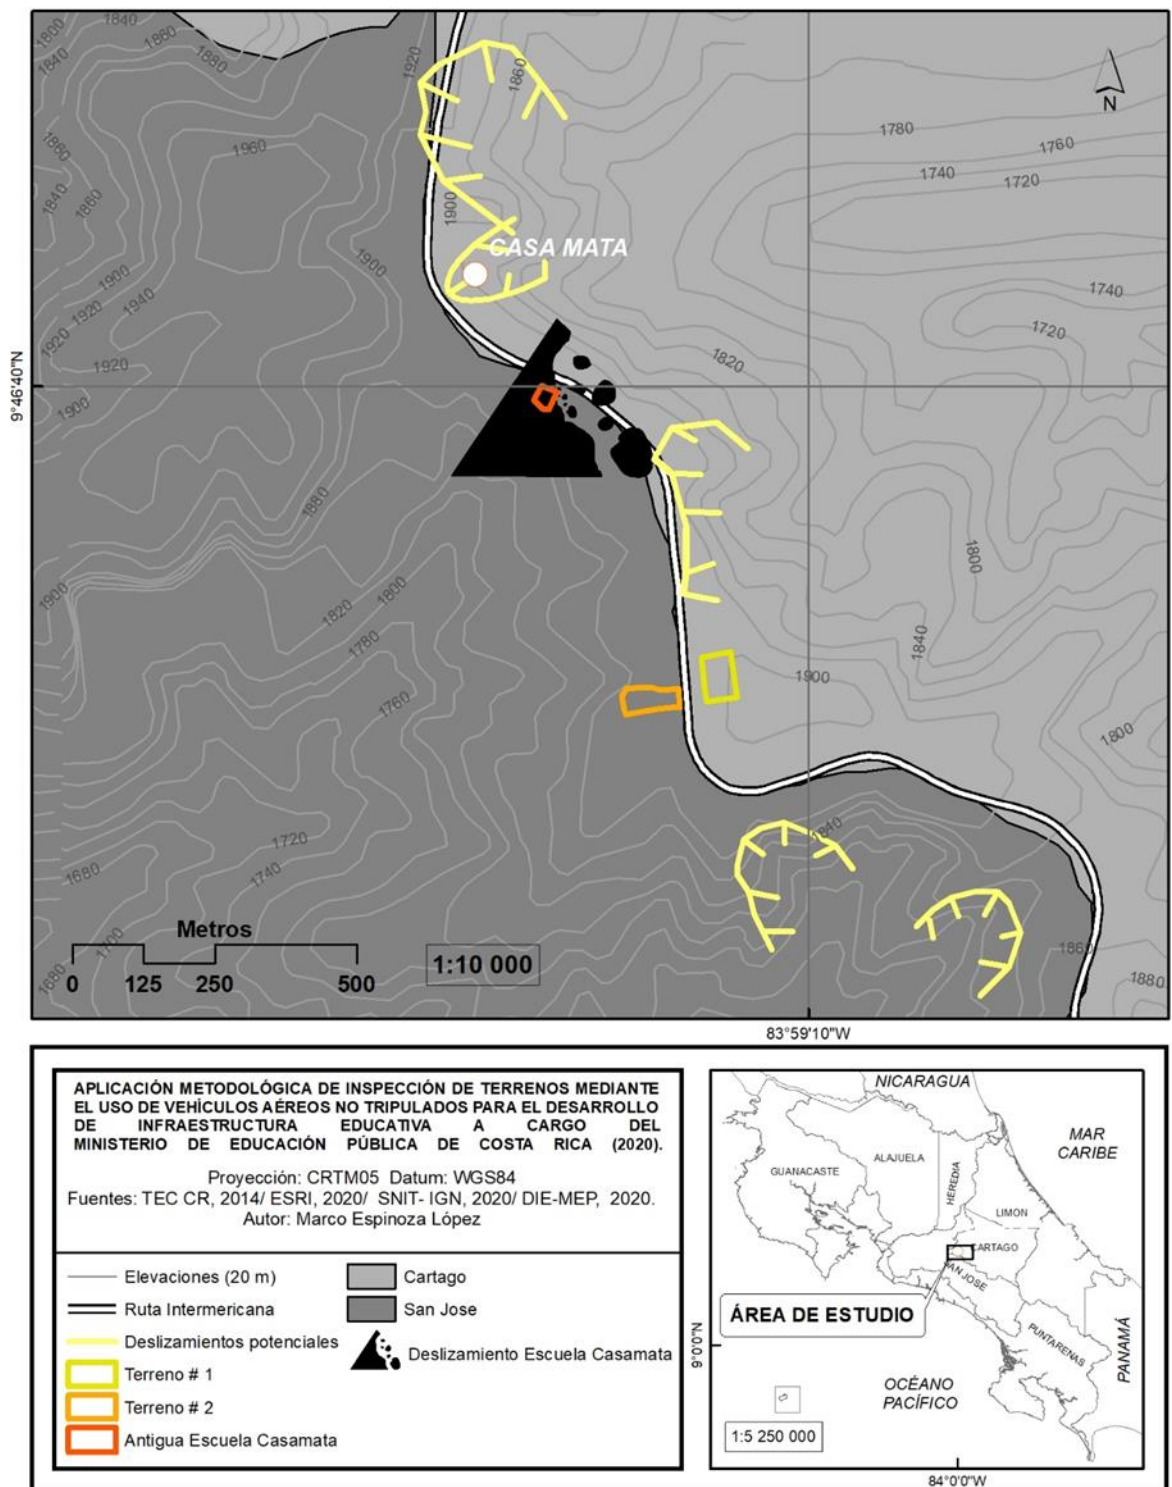 1840
1800
1860
1840
1880
1920
1860
N
1780
1760
1740
1720
1860
1960
1840
1860
1900
CASA MATA
1900
1900
1920
1940
1920
1920
1740
1720
1820
9°46'40"N
1900
1880
1800
1900
1800
1820
1780
1840
1760
1900
1800
1840
1720
1740
1680
1700
1680
1860
1880
Metros
0 125 250 500
1:10 000
83°59'10"W
APLICACIÓN METODOLÓGICA DE INSPECCIÓN DE TERRENOS MEDIANTE
EL USO DE VEHÍCULOS AÉREOS NO TRIPULADOS PARA EL DESARROLLO
DE INFRAESTRUCTURA EDUCATIVA A CARGO DEL
MINISTERIO DE EDUCACIÓN PÚBLICA DE COSTA RICA (2020).
Proyección: CRTM05 Datum: WGS84
Fuentes: TEC CR, 2014/ ESRI, 2020/ SNIT- IGN, 2020/ DIE-MEP, 2020.
Autor: Marco Espinoza López
Elevaciones (20 m)
Ruta Intermericana
Deslizamientos potenciales
Terreno # 1
Terreno # 2
Antigua Escuela Casamata
Cartago
San Jose
Deslizamiento Escuela Casamata
NICARAGUA
MAR
CARIBE
ALAJUELA
GUANACASTE
HEREDIA
LIMON
CARTAGO
AN JOSE
ÁREA DE ESTUDIO
PUNTARENAS
PANAMÁ
OCÉANO
PACÍFICO
9°0'0"N
1:5 250 000
84°0'0"W